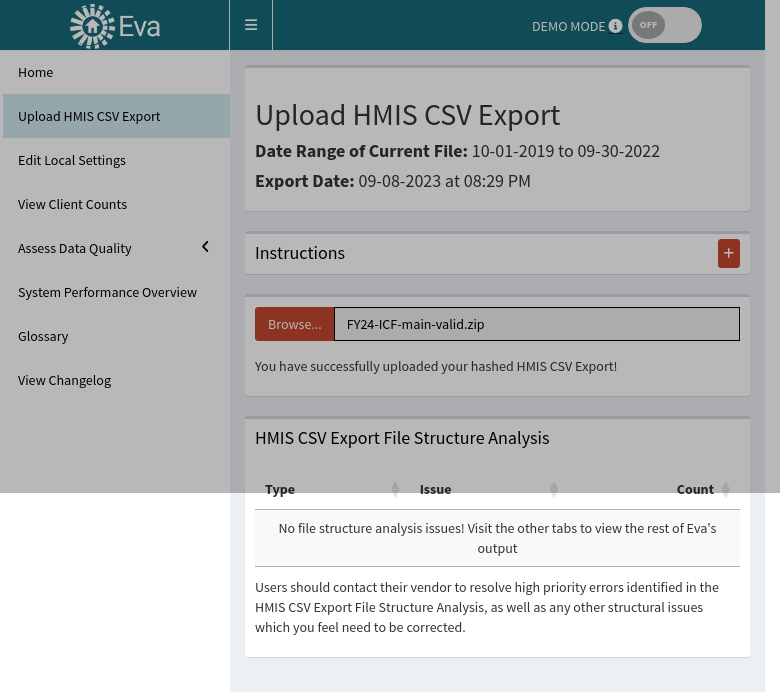 Eva
DEMO MODE
OFF
Home
Upload HMIS CSV Export
Edit Local Settings
View Client Counts
Assess Data Quality
System Performance Overview
Glossary
View Changelog
Upload HMIS CSV Export
Date Range of Current File: 10-01-2019 to 09-30-2022
Export Date: 09-08-2023 at 08:29 PM
Instructions
+
Browse... FY24-ICF-main-valid.zip
You have successfully uploaded your hashed HMIS CSV Export!
HMIS CSV Export File Structure Analysis
Type Issue Count
No file structure analysis issues! Visit the other tabs to view the rest of Eva's
output
Users should contact their vendor to resolve high priority errors identified in the
HMIS CSV Export File Structure Analysis, as well as any other structural issues
which you feel need to be corrected.